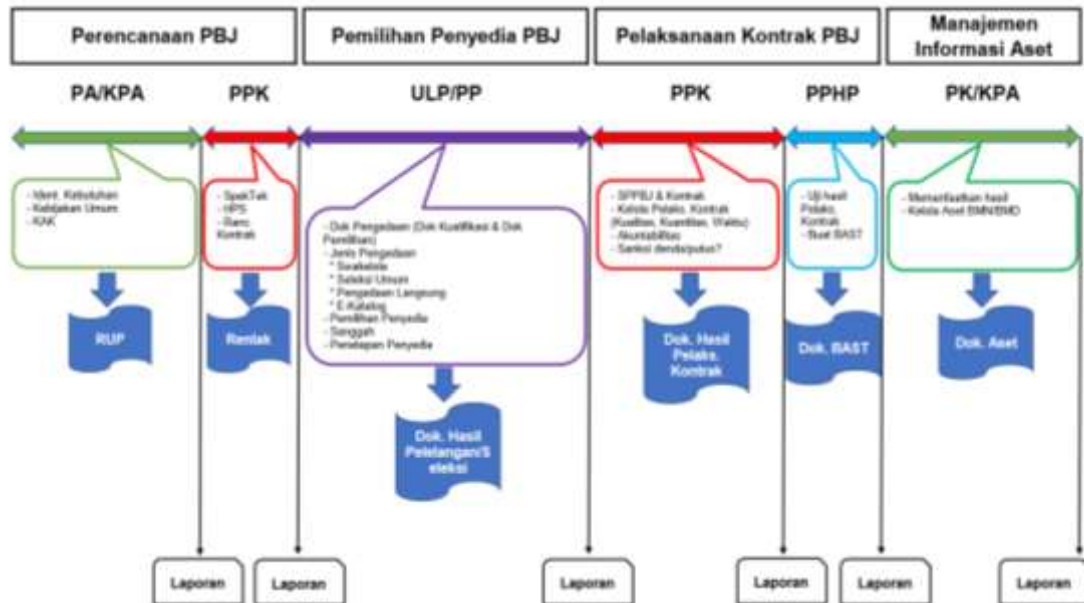 Perencanaan PBJ
Pemilihan Penyedia PBJ
Pelaksanaan Kontrak PBJ
Manajemen
Informasi Aset
PA/KPA
PPK
ULP/PP
PPK
PPHP
PK/KPA
- Ident. Kebutuhan
- Kebijakan Umum
- KAK
- SpekTek
- HPS
- Ranc.
Kontrak
- Dok Pengadaan (Dok Kualifikasi & Dok
Pemilihan)
- Jenis Pengadaan
* Swakelola
* Seleksi Umum
* Pengadaan Langsung
* E-Katalog
- Pemilihan Penyedia
- Sanggah
- Penetapan Penyedia
- SPPBJ & Kontrak
- Kelola Pelaks. Kontrak
(Kualitas, Kuantitas, Waktu)
- Akuntabilitas
- Sanksi denda/putus?
- Uji hasil
Pelaks.
Kontrak
- Buat BAST
- Memanfaatkan hasil
- Kelola Aset BMN/BMD
RUP
Renlak
Dok. Hasil
Pelelangan/S
eleksi
Dok. Hasil
Pelaks.
Kontrak
Dok. BAST
Dok. Aset
Laporan
Laporan
Laporan
Laporan
Laporan
Laporan